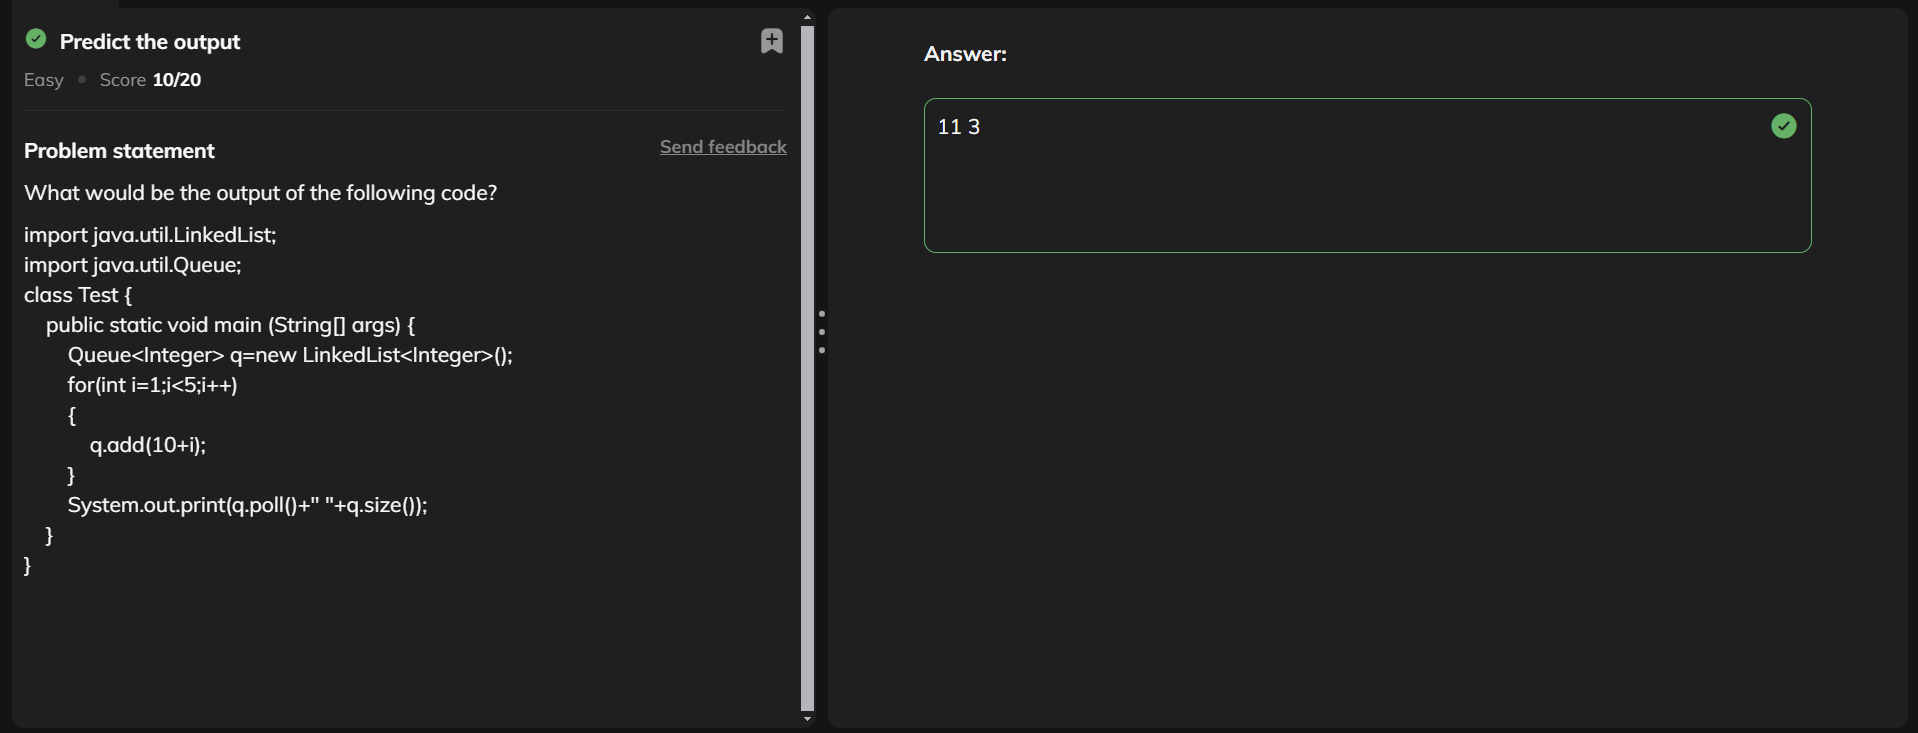 Predict the output
Easy • Score 10/20
Problem statement
Send feedback
What would be the output of the following code?
import java.util.LinkedList;
import java.util.Queue;
class Test {
    public static void main (String[] args) {
        Queue<Integer> q=new LinkedList<Integer>();
        for(int i=1;i<5;i++)
        {
            q.add(10+i);
        }
        System.out.print(q.poll()+" "+q.size());
    }
}
Answer:
11 3